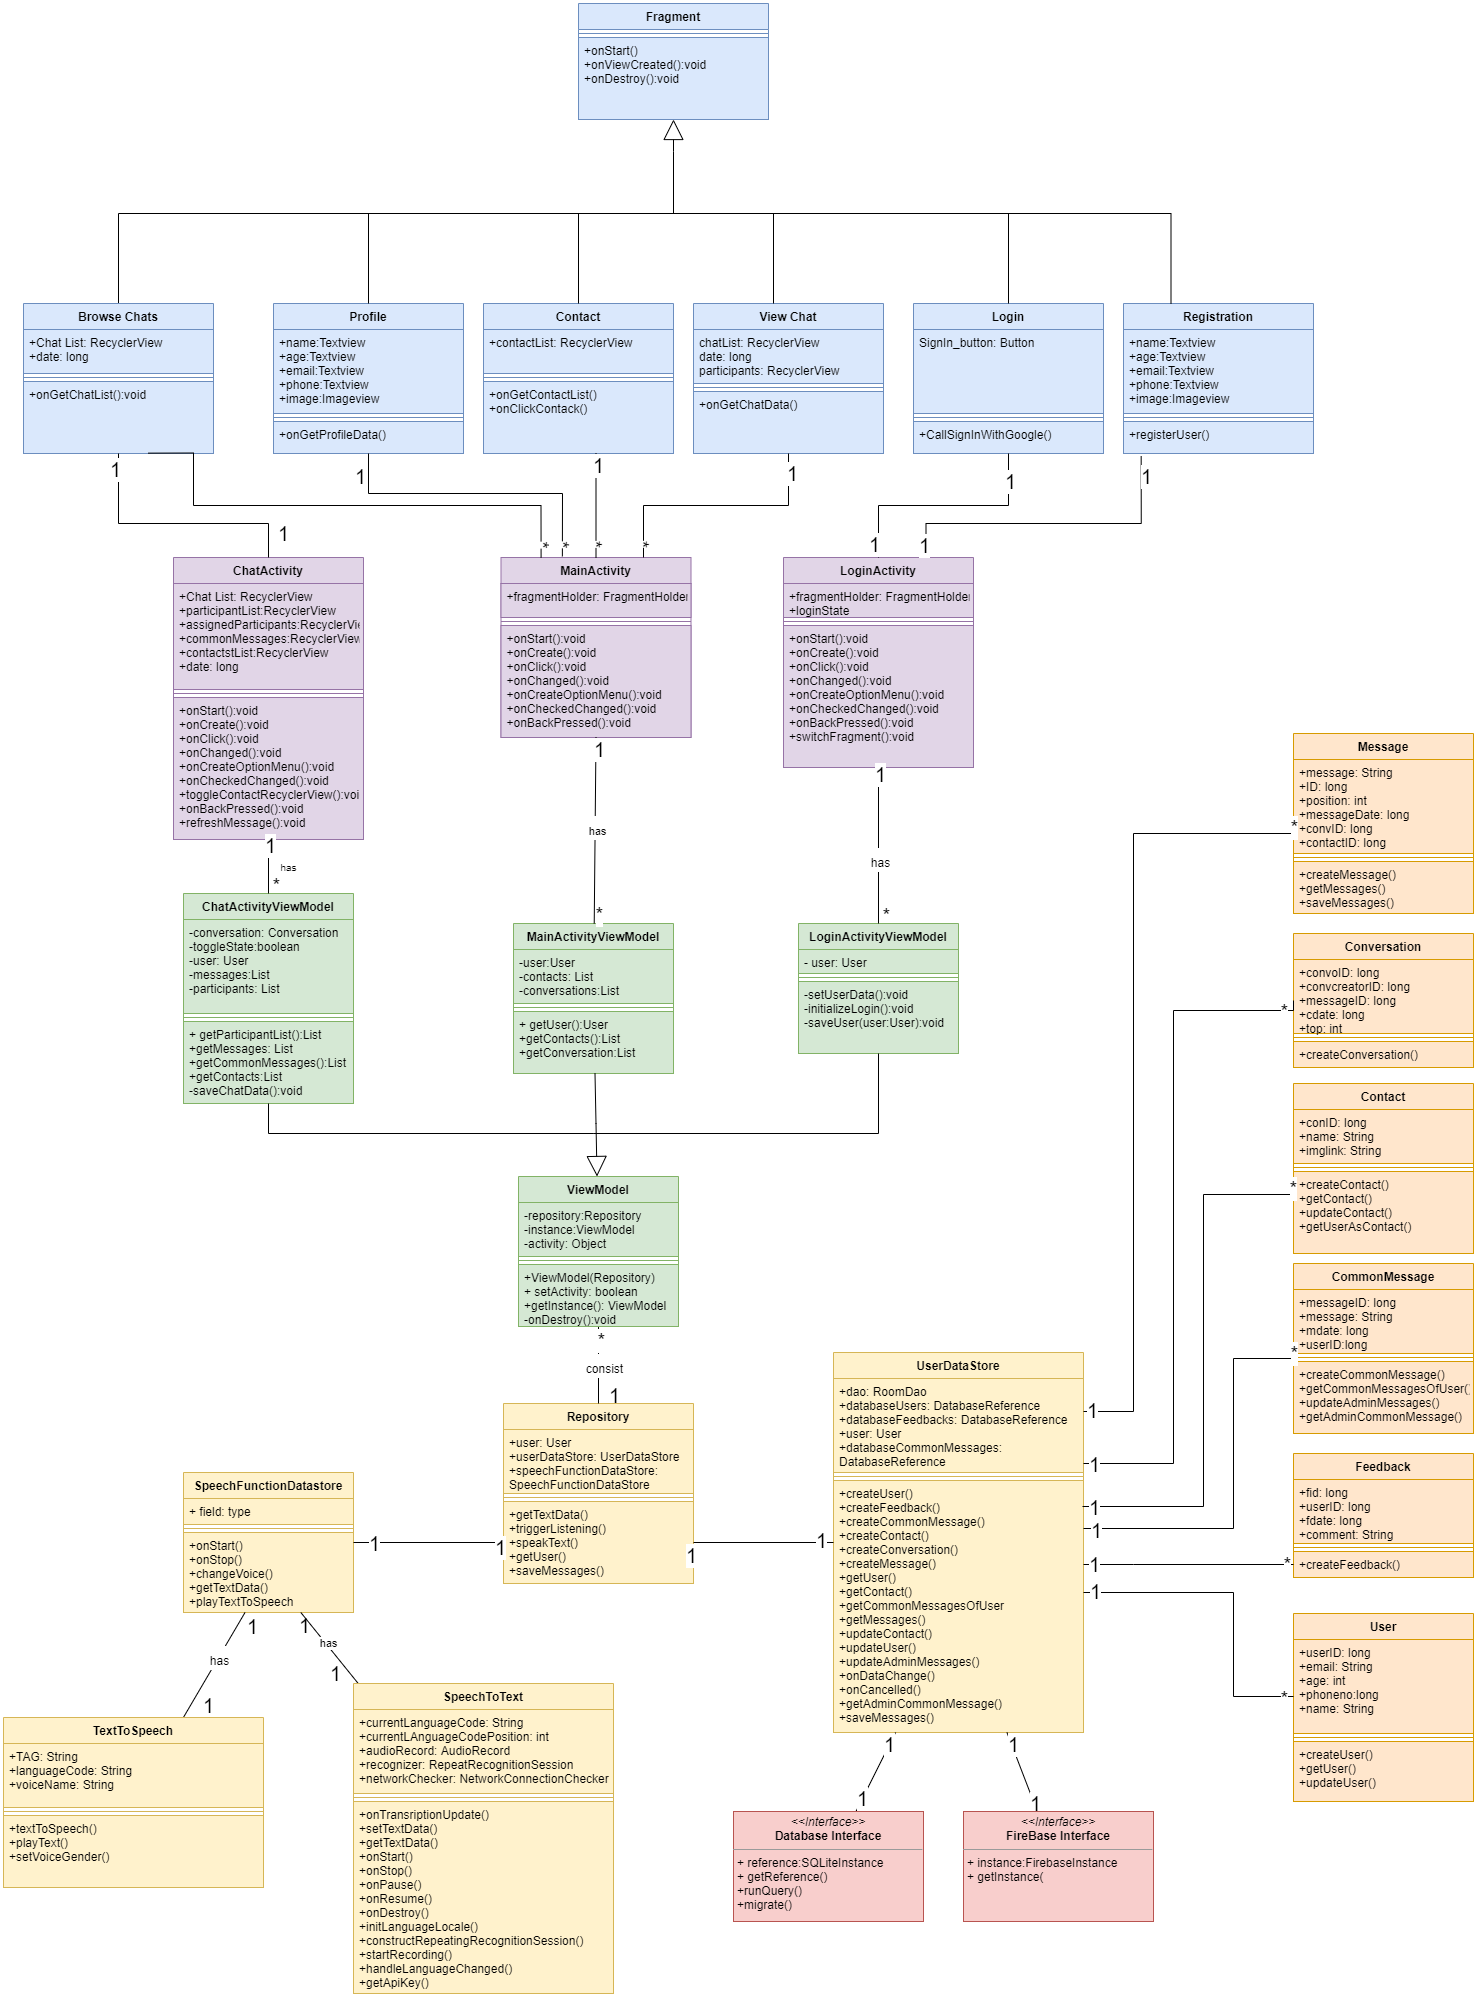 Fragment
+onStart()
+onViewCreated():void
+onDestroy():void
Browse Chats
+Chat List: RecyclerView
+date: long
+onGetChatList():void
Profile
+name:Textview
+age:Textview
+email:Textview
+phone:Textview
+image:Imageview
+onGetProfileData()
Contact
+contactList: RecyclerView
+onGetContactList()
+onClickContack()
View Chat
chatList: RecyclerView
date: long
participants: RecyclerView
+onGetChatData()
Login
SignIn_button: Button
+CallSignInWithGoogle()
Registration
+name:Textview
+age:Textview
+email:Textview
+phone:Textview
+image:Imageview
+registerUser()
1
1
1
1
1
1
1
*
*
*
*
1
1
ChatActivity
+Chat List: RecyclerView
+participantList:RecyclerView
+assignedParticipants:RecyclerVi
+commonMessages:RecyclerView
+contactstList:RecyclerView
+date: long
+onStart():void
+onCreate():void
+onClick():void
+onChanged():void
+onCreateOptionMenu():void
+onCheckedChanged():void
+toggleContactRecyclerView():voi
+onBackPressed():void
+refreshMessage():void
MainActivity
+fragmentHolder: FragmentHolder
+onStart():void
+onCreate():void
+onClick():void
+onChanged():void
+onCreateOptionMenu():void
+onCheckedChanged():void
+onBackPressed():void
LoginActivity
+fragmentHolder: FragmentHolder
+loginState
+onStart():void
+onCreate():void
+onClick():void
+onChanged():void
+onCreateOptionMenu():void
+onCheckedChanged():void
+onBackPressed():void
+switchFragment():void
1
has
*
1
has
*
1
has
*
ChatActivityViewModel
-conversation: Conversation
-toggleState:boolean
-user: User
-messages:List
-participants: List
+ getParticipantList():List
+getMessages: List
+getCommonMessages():List
+getContacts:List
-saveChatData():void
MainActivityViewModel
-user:User
-contacts: List
-conversations:List
+ getUser():User
+getContacts():List
+getConversation:List
LoginActivityViewModel
- user: User
-setUserData():void
-initializeLogin():void
-saveUser(user:User):void
ViewModel
-repository:Repository
-instance:ViewModel
-activity: Object
+ViewModel(Repository)
+ setActivity: boolean
+getInstance(): ViewModel
-onDestroy():void
*
consist
1
Repository
+user: User
+userDataStore: UserDataStore
+speechFunctionDataStore:
SpeechFunctionDataStore
+getTextData()
+triggerListening()
+speakText()
+getUser()
+saveMessages()
1
1
1
1
SpeechFunctionDatastore
+ field: type
+onStart()
+onStop()
+changeVoice()
+getTextData()
+playTextToSpeech
1
has
1
1
has
1
TextToSpeech
+TAG: String
+languageCode: String
+voiceName: String
+textToSpeech()
+playText()
+setVoiceGender()
SpeechToText
+currentLanguageCode: String
+currentLAnguageCodePosition: int
+audioRecord: AudioRecord
+recognizer: RepeatRecognitionSession
+networkChecker: NetworkConnectionChecker
+onTransriptionUpdate()
+setTextData()
+getTextData()
+onStart()
+onStop()
+onPause()
+onResume()
+onDestroy()
+initLanguageLocale()
+constructRepeatingRecognitionSession()
+startRecording()
+handleLanguageChanged()
+getApiKey()
UserDataStore
+dao: RoomDao
+databaseUsers: DatabaseReference
+databaseFeedbacks: DatabaseReference
+user: User
+databaseCommonMessages:
DatabaseReference
+createUser()
+createFeedback()
+createCommonMessage()
+createContact()
+createConversation()
+createMessage()
+getUser()
+getContact()
+getCommonMessagesOfUser
+getMessages()
+updateContact()
+updateUser()
+updateAdminMessages()
+onDataChange()
+onCancelled()
+getAdminCommonMessage()
+saveMessages()
1
1
1
1
1
1
*
*
*
*
*
*
1
1
1
1
<<Interface>>
Database Interface
+ reference:SQLiteInstance
+ getReference()
+runQuery()
+migrate()
<<Interface>>
FireBase Interface
+ instance:FirebaseInstance
+ getInstance(
Message
+message: String
+ID: long
+position: int
+messageDate: long
+convID: long
+contactID: long
+createMessage()
+getMessages()
+saveMessages()
Conversation
+convoID: long
+convcreatorID: long
+messageID: long
+cdate: long
+top: int
+createConversation()
Contact
+conID: long
+name: String
+imglink: String
+createContact()
+getContact()
+updateContact()
+getUserAsContact()
CommonMessage
+messageID: long
+message: String
+mdate: long
+userID:long
+createCommonMessage()
+getCommonMessagesOfUser()
+updateAdminMessages()
+getAdminCommonMessage()
Feedback
+fid: long
+userID: long
+fdate: long
+comment: String
+createFeedback()
User
+userID: long
+email: String
+age: int
+phoneno:long
+name: String
+createUser()
+getUser()
+updateUser()